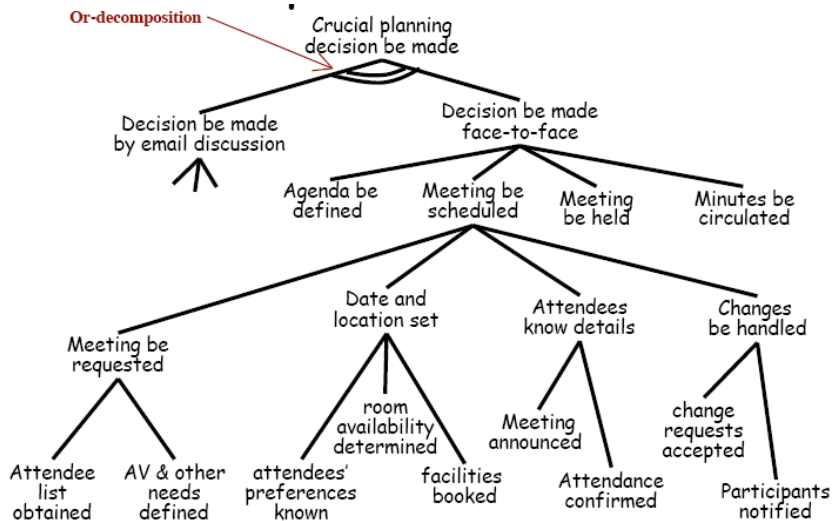 Or-decomposition
Crucial planning
decision be made
Decision be made
by email discussion
Decision be made
face-to-face
Agenda be
defined
Meeting be
scheduled
Meeting
be held
Minutes be
circulated
Meeting be
requested
Date and
location set
Attendees
know details
Changes
be handled
Attendee
list
obtained
AV & other
needs
defined
attendees'
preferences
known
room
availability
determined
facilities
booked
Meeting
announced
Attendance
confirmed
change
requests
accepted
Participants
notified